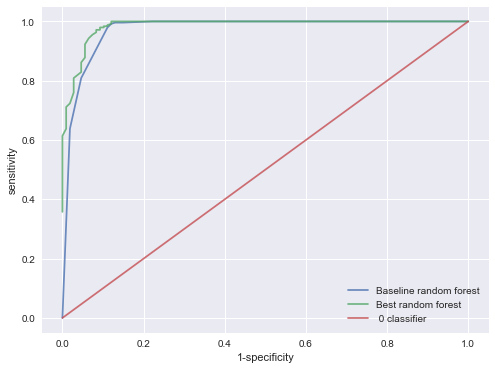 1.0
0.8
0.6
0.4
0.2
0.0
sensitivity
0.0 0.2 0.4 0.6 0.8 1.0
1-specificity
Baseline random forest
Best random forest
0 classifier